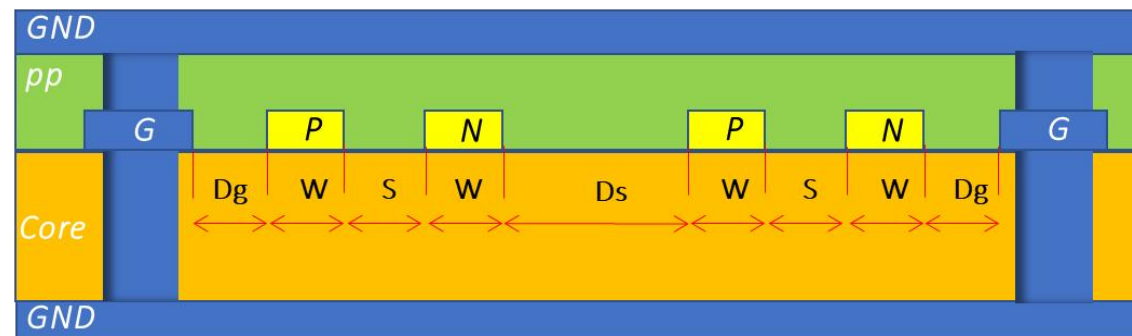 GND
pp
G P N P N G
Dg W S W Ds W S W Dg
Core
GND